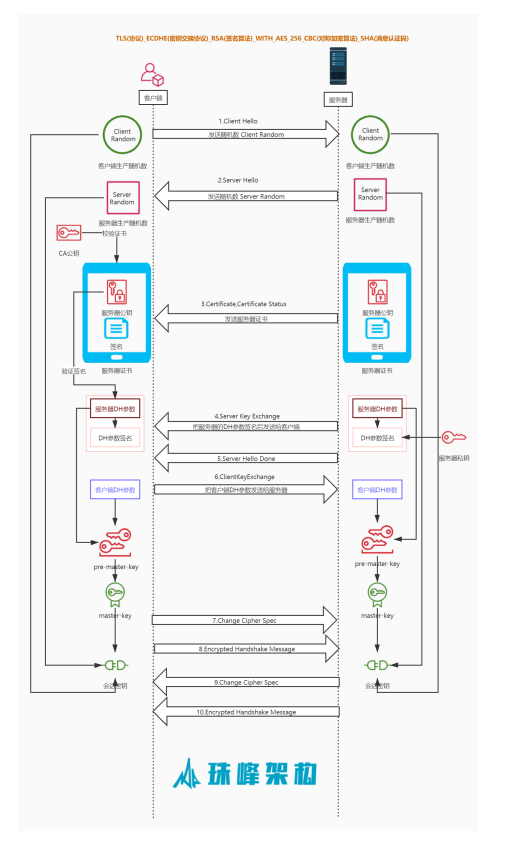 TLS(协议)_ECDHE(密钥交换协议)_RSA(签名算法)_WITH_AES_256_CBC(对称加密算法)_SHA(消息认证码)
客户端
服务器
1.Client Hello
发送随机数 Client Random
Client
Random
Client
Random
客户端生产随机数
客户端生产随机数
2.Server Hello
发送随机数 Server Random
Server
Random
Server
Random
服务器生产随机数
服务器生产随机数
校验证书
CA公钥
服务器公钥
签名
服务器证书
3.Certificate,Certificate Status
发送服务器证书
服务器公钥
签名
服务器证书
验证签名
服务器DH参数
DH参数签名
4.Server Key Exchange
把服务器的DH参数签名后发送给客户端
服务器DH参数
DH参数签名
服务器私钥
5.Server Hello Done
6.ClientKeyExchange
把客户端DH参数发送给服务器
客户端DH参数
客户端DH参数
pre-master-key
pre-master-key
master-key
master-key
7.Change Cipher Spec
8.Encrypted Handshake Message
9.Change Cipher Spec
会话密钥
会话密钥
10.Encrypted Handshake Message
珠峰架构